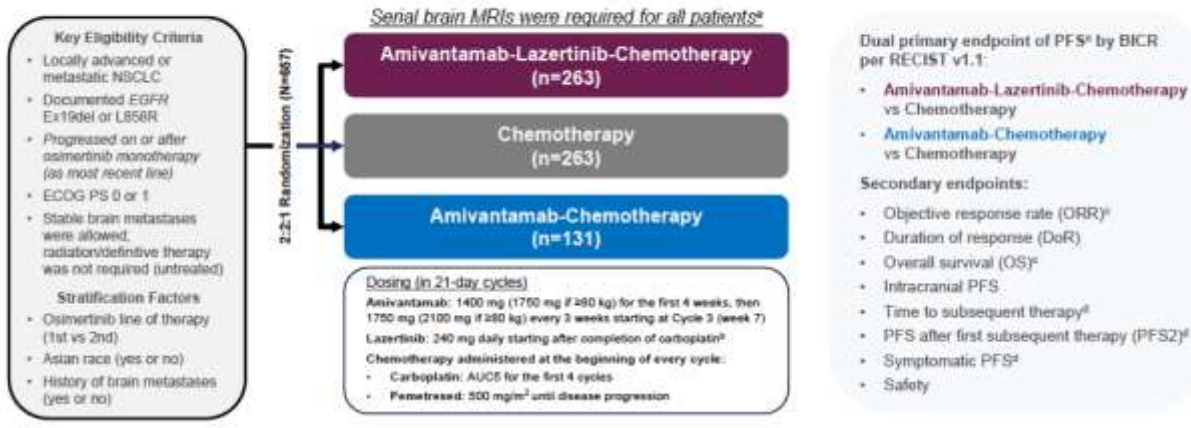 Serial brain MRIs were required for all patientsᵃ
Key Eligibility Criteria
• Locally advanced or
metastatic NSCLC
• Documented EGFR
Ex19del or L858R
• Progressed on or after
osimertinib monotherapy
(as most recent line)
• ECOG PS 0 or 1
• Stable brain metastases
were allowed,
radiation/definitive therapy
was not required (untreated)
Stratification Factors
• Osimertinib line of therapy
(1st vs 2nd)
• Asian race (yes or no)
• History of brain metastases
(yes or no)
2:2:1 Randomization (N=657)
Amivantamab-Lazertinib-Chemotherapy
(n=263)
Chemotherapy
(n=263)
Amivantamab-Chemotherapy
(n=131)
Dosing (in 21-day cycles)
Amivantamab: 1400 mg (1750 mg if ≥80 kg) for the first 4 weeks, then
1750 mg (2100 mg if ≥80 kg) every 3 weeks starting at Cycle 3 (week 7)
Lazertinib: 240 mg daily starting after completion of carboplatinᵇ
Chemotherapy administered at the beginning of every cycle:
• Carboplatin: AUC5 for the first 4 cycles
• Pemetrexed: 500 mg/m² until disease progression
Dual primary endpoint of PFSᶜ by BICR
per RECIST v1.1:
• Amivantamab-Lazertinib-Chemotherapy
vs Chemotherapy
• Amivantamab-Chemotherapy
vs Chemotherapy
Secondary endpoints:
• Objective response rate (ORR)ᶜ
• Duration of response (DoR)
• Overall survival (OS)ᶜ
• Intracranial PFS
• Time to subsequent therapyᵈ
• PFS after first subsequent therapy (PFS2)ᵈ
• Symptomatic PFSᵈ
• Safety